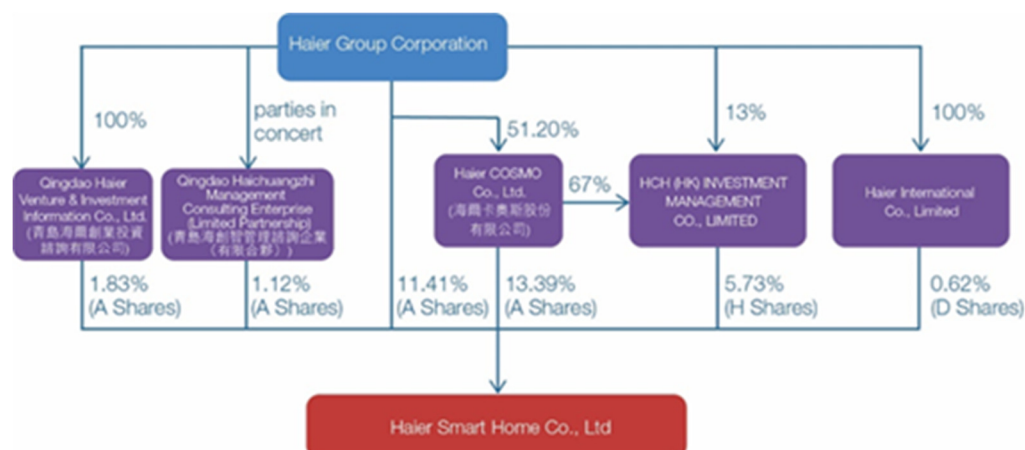 Haier Group Corporation
100%
parties in
concert
51.20%
13%
100%
Qingdao Haier
Venture & Investment
Information Co., Ltd.
(青島海爾創業投資
諮詢有限公司)
Qingdao Haichuangzhi
Management
Consulting Enterprise
(Limited Partnership)
(青島海創智管理諮詢企業
（有限合夥）)
Haier COSMO
Co., Ltd.
(海爾卡奧斯股份
有限公司)
67%
HCH (HK) INVESTMENT
MANAGEMENT
CO., LIMITED
Haier International
Co., Limited
1.83%
(A Shares)
1.12%
(A Shares)
11.41%
(A Shares)
13.39%
(A Shares)
5.73%
(H Shares)
0.62%
(D Shares)
Haier Smart Home Co., Ltd